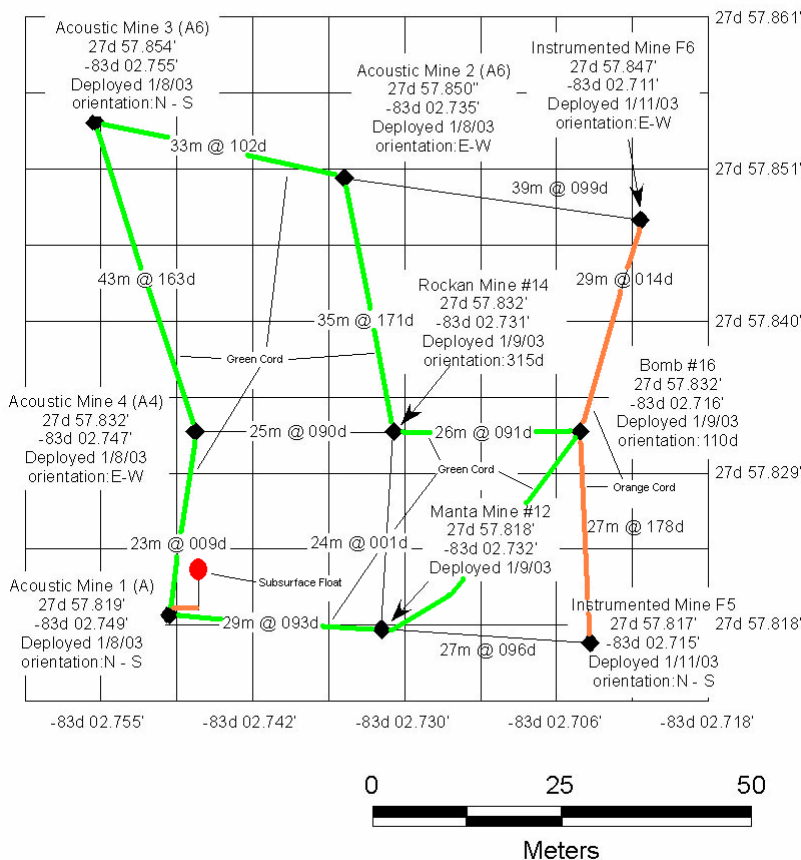 Acoustic Mine 3 (A6)
27d 57.854'
-83d 02.755'
Deployed 1/8/03
orientation:N - S
Acoustic Mine 2 (A6)
27d 57.850"
-83d 02.735'
Deployed 1/8/03
orientation:E-W
Instrumented Mine F6
27d 57.847'
-83d 02.711'
Deployed 1/11/03
orientation:E-W
27d 57.861'
33m @ 102d
39m @ 099d
27d 57.851'
43m @ 163d
35m @ 171d
Rockan Mine #14
27d 57.832'
-83d 02.731'
Deployed 1/9/03
orientation:315d
29m @ 014d
27d 57.840'
Green Cord
Acoustic Mine 4 (A4)
27d 57.832'
-83d 02.747'
Deployed 1/8/03
orientation:E-W
25m @ 090d
26m @ 091d
Bomb #16
27d 57.832'
-83d 02.716'
Deployed 1/9/03
orientation:110d
Green Cord
27d 57.829'
Orange Cord
23m @ 009d
24m @ 001d
Manta Mine #12
27d 57.818'
-83d 02.732'
Deployed 1/9/03
27m @ 178d
Subsurface Float
Acoustic Mine 1 (A)
27d 57.819'
-83d 02.749'
Deployed 1/8/03
orientation:N - S
29m @ 093d
27m @ 096d
Instrumented Mine F5
27d 57.817'
-83d 02.715'
Deployed 1/11/03
orientation:N - S
27d 57.818'
-83d 02.755'
-83d 02.742'
-83d 02.730'
-83d 02.706'
-83d 02.718'
0
25
50
Meters